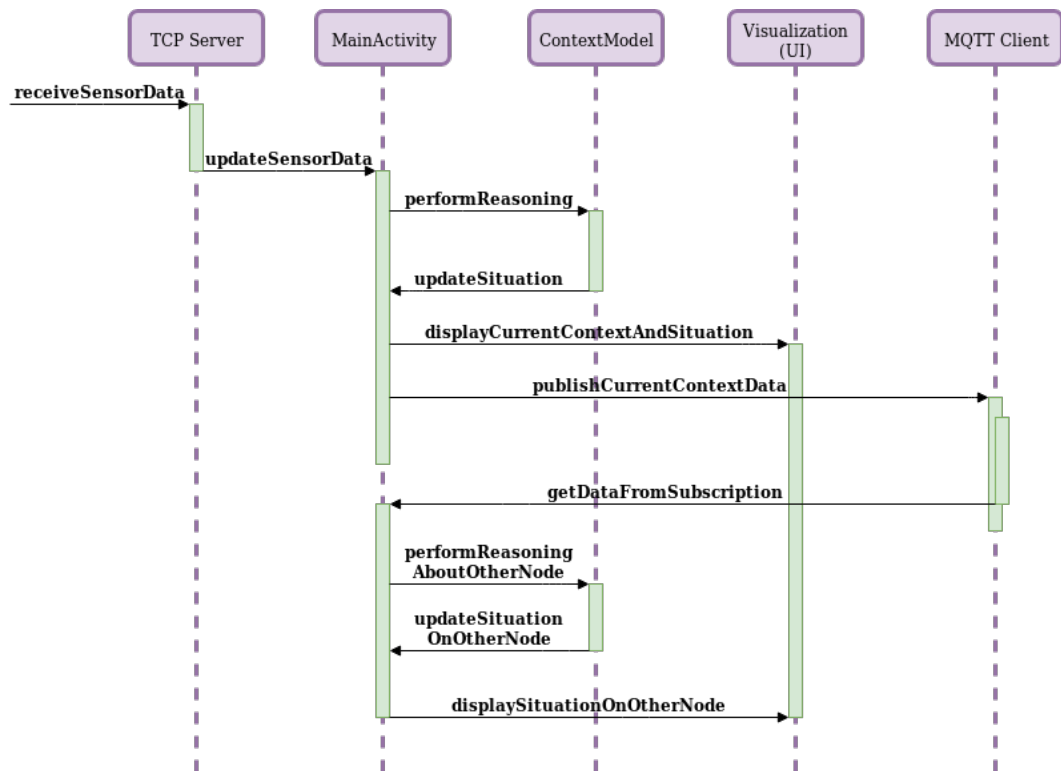 TCP Server
MainActivity
ContextModel
Visualization
(UI)
MQTT Client
receiveSensorData
updateSensorData
performReasoning
updateSituation
displayCurrentContextAndSituation
publishCurrentContextData
getDataFromSubscription
performReasoning
AboutOtherNode
updateSituation
OnOtherNode
displaySituationOnOtherNode